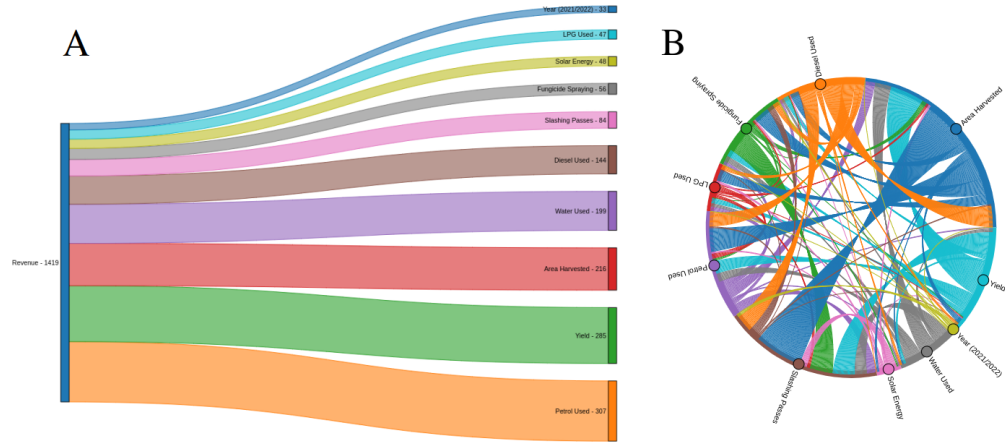 A
Revenue - 1419
Year (2021/2022) - 33
LPG Used - 47
Solar Energy - 48
Fungicide Spraying - 56
Slashing Passes - 84
Diesel Used - 144
Water Used - 199
Area Harvested - 216
Yield - 285
Petrol Used - 307
B
Diesel Used
Area Harvested
Fungicide Spraying
LPG Used
Petrol Used
Yield
Year (2021/2022)
Water Used
Solar Energy
Slashing Passes